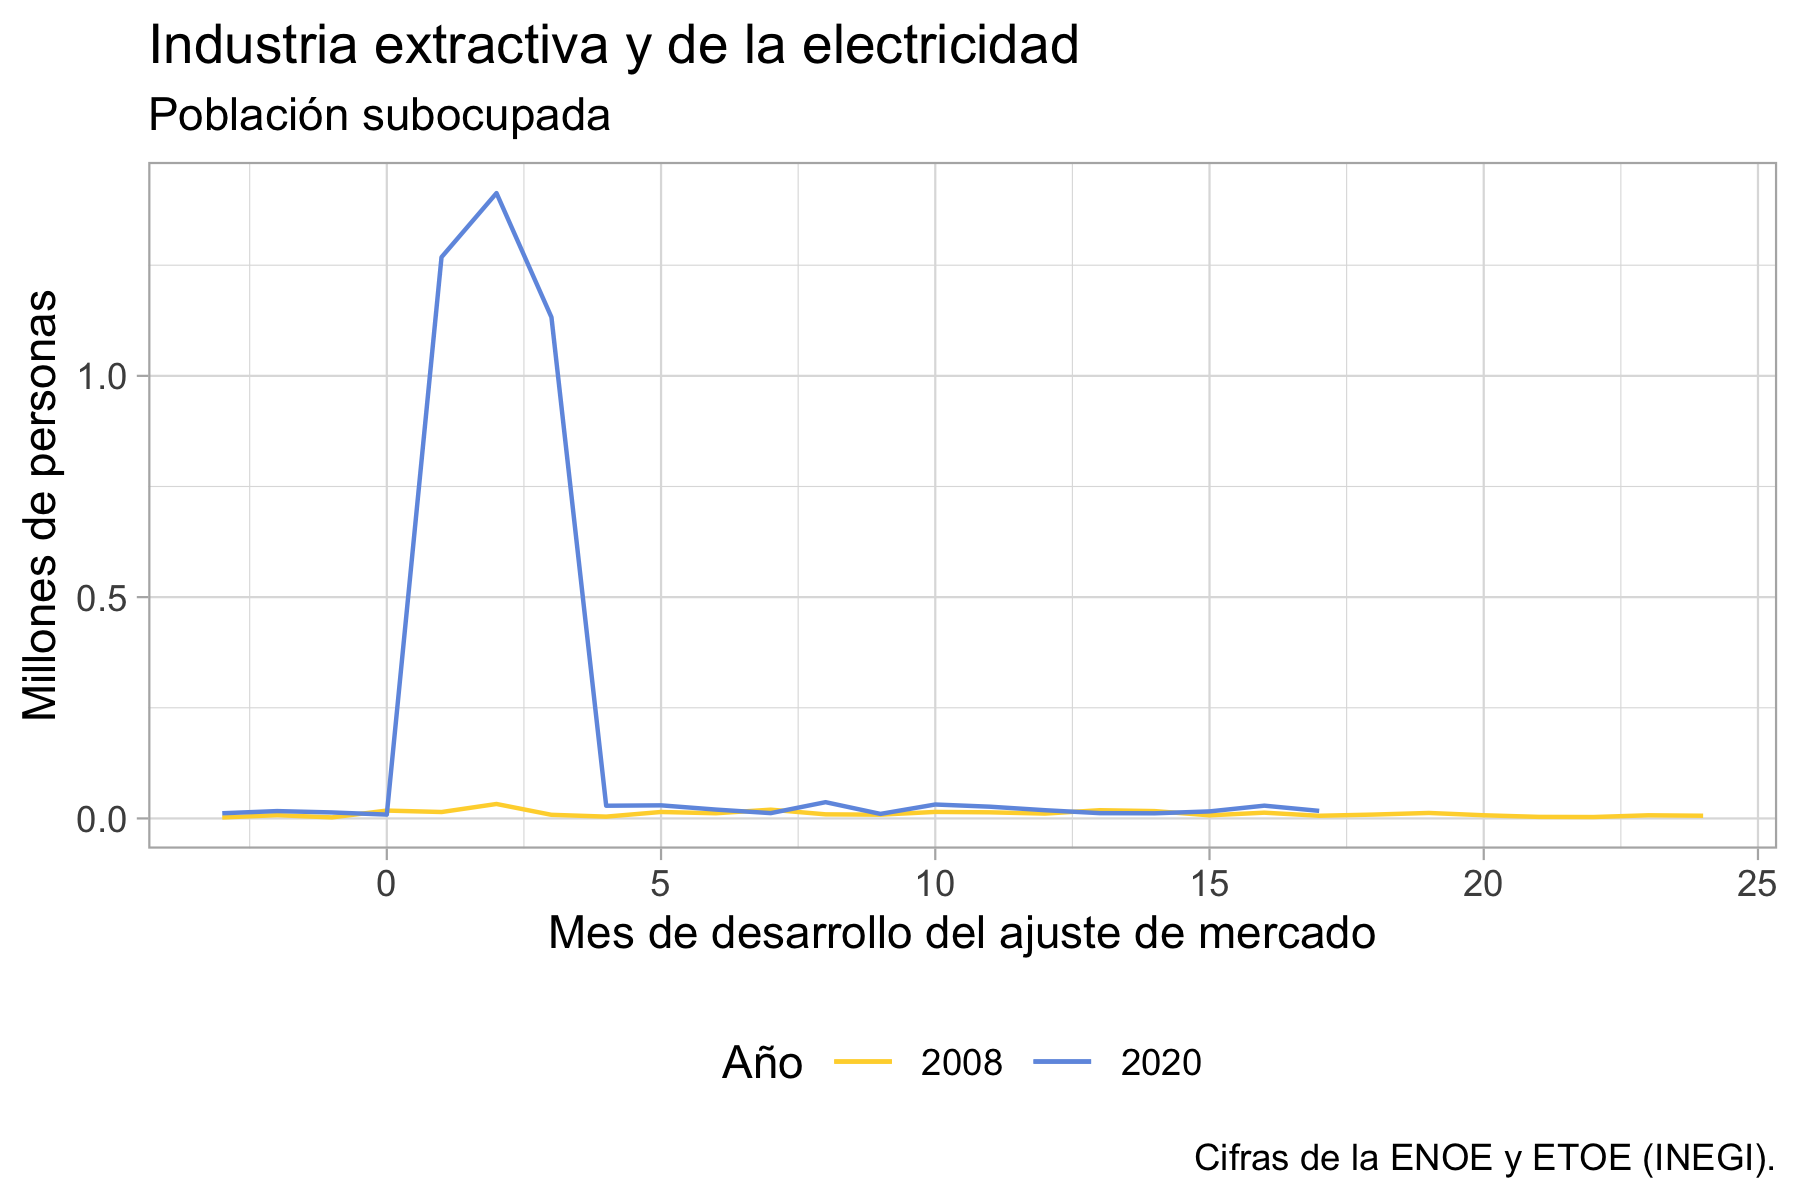 Industria extractiva y de la electricidad
Población subocupada
Millones de personas
1.0
0.5
0.0
0 5 10 15 20 25
Mes de desarrollo del ajuste de mercado
Año 2008 2020
Cifras de la ENOE y ETOE (INEGI).